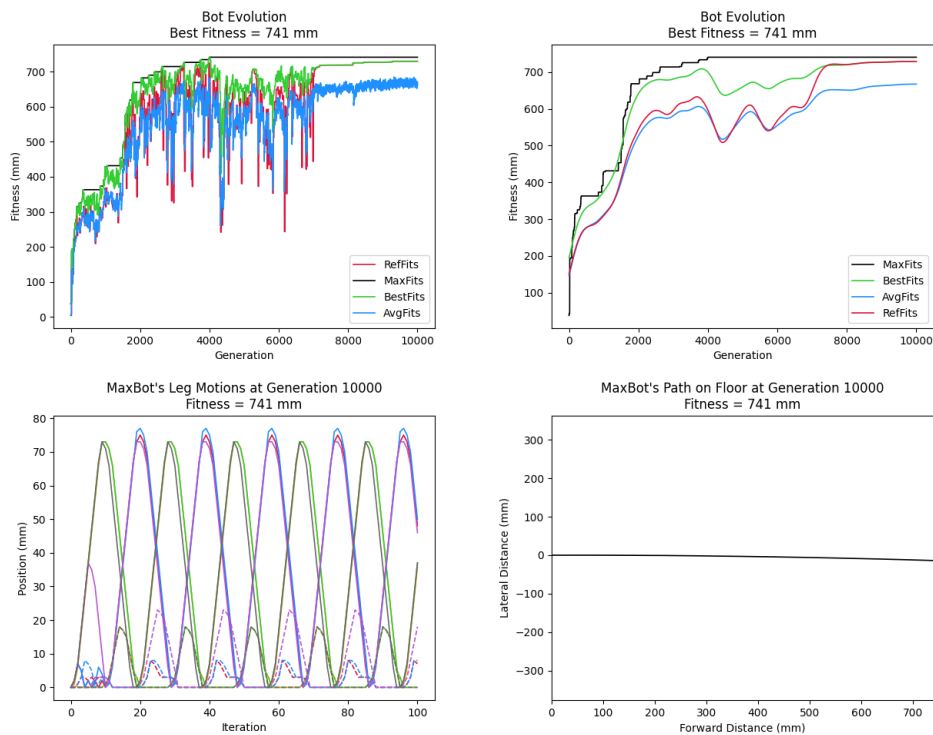 Bot Evolution
Best Fitness = 741 mm
Fitness (mm)
700
600
500
400
300
200
100
0
RefFits
MaxFits
BestFits
AvgFits
0 2000 4000 6000 8000 10000
Generation
Bot Evolution
Best Fitness = 741 mm
Fitness (mm)
700
600
500
400
300
200
100
MaxFits
BestFits
AvgFits
RefFits
0 2000 4000 6000 8000 10000
Generation
MaxBot's Leg Motions at Generation 10000
Fitness = 741 mm
Position (mm)
80
70
60
50
40
30
20
10
0
0 20 40 60 80 100
Iteration
MaxBot's Path on Floor at Generation 10000
Fitness = 741 mm
Lateral Distance (mm)
300
200
100
0
−100
−200
−300
0 100 200 300 400 500 600 700
Forward Distance (mm)